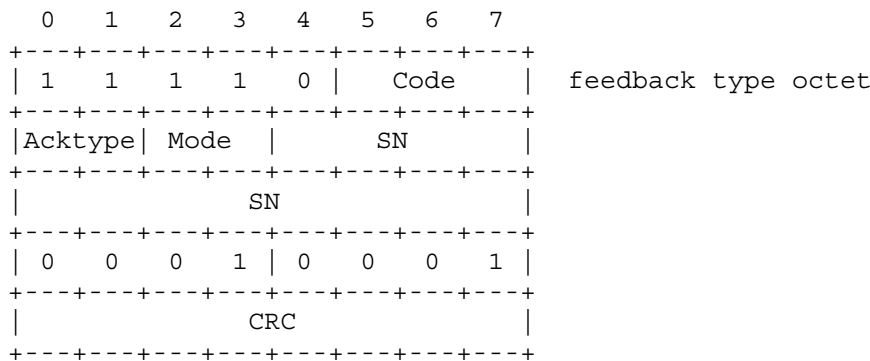 0   1   2   3   4   5   6   7
+---+---+---+---+---+---+---+---+
| 1   1   1   1   0 |   Code    |  feedback type octet
+---+---+---+---+---+---+---+---+
|Acktype| Mode  |      SN       |
+---+---+---+---+---+---+---+---+
|              SN               |
+---+---+---+---+---+---+---+---+
| 0   0   0   1 | 0   0   0   1 |
+---+---+---+---+---+---+---+---+
|              CRC              |
+---+---+---+---+---+---+---+---+